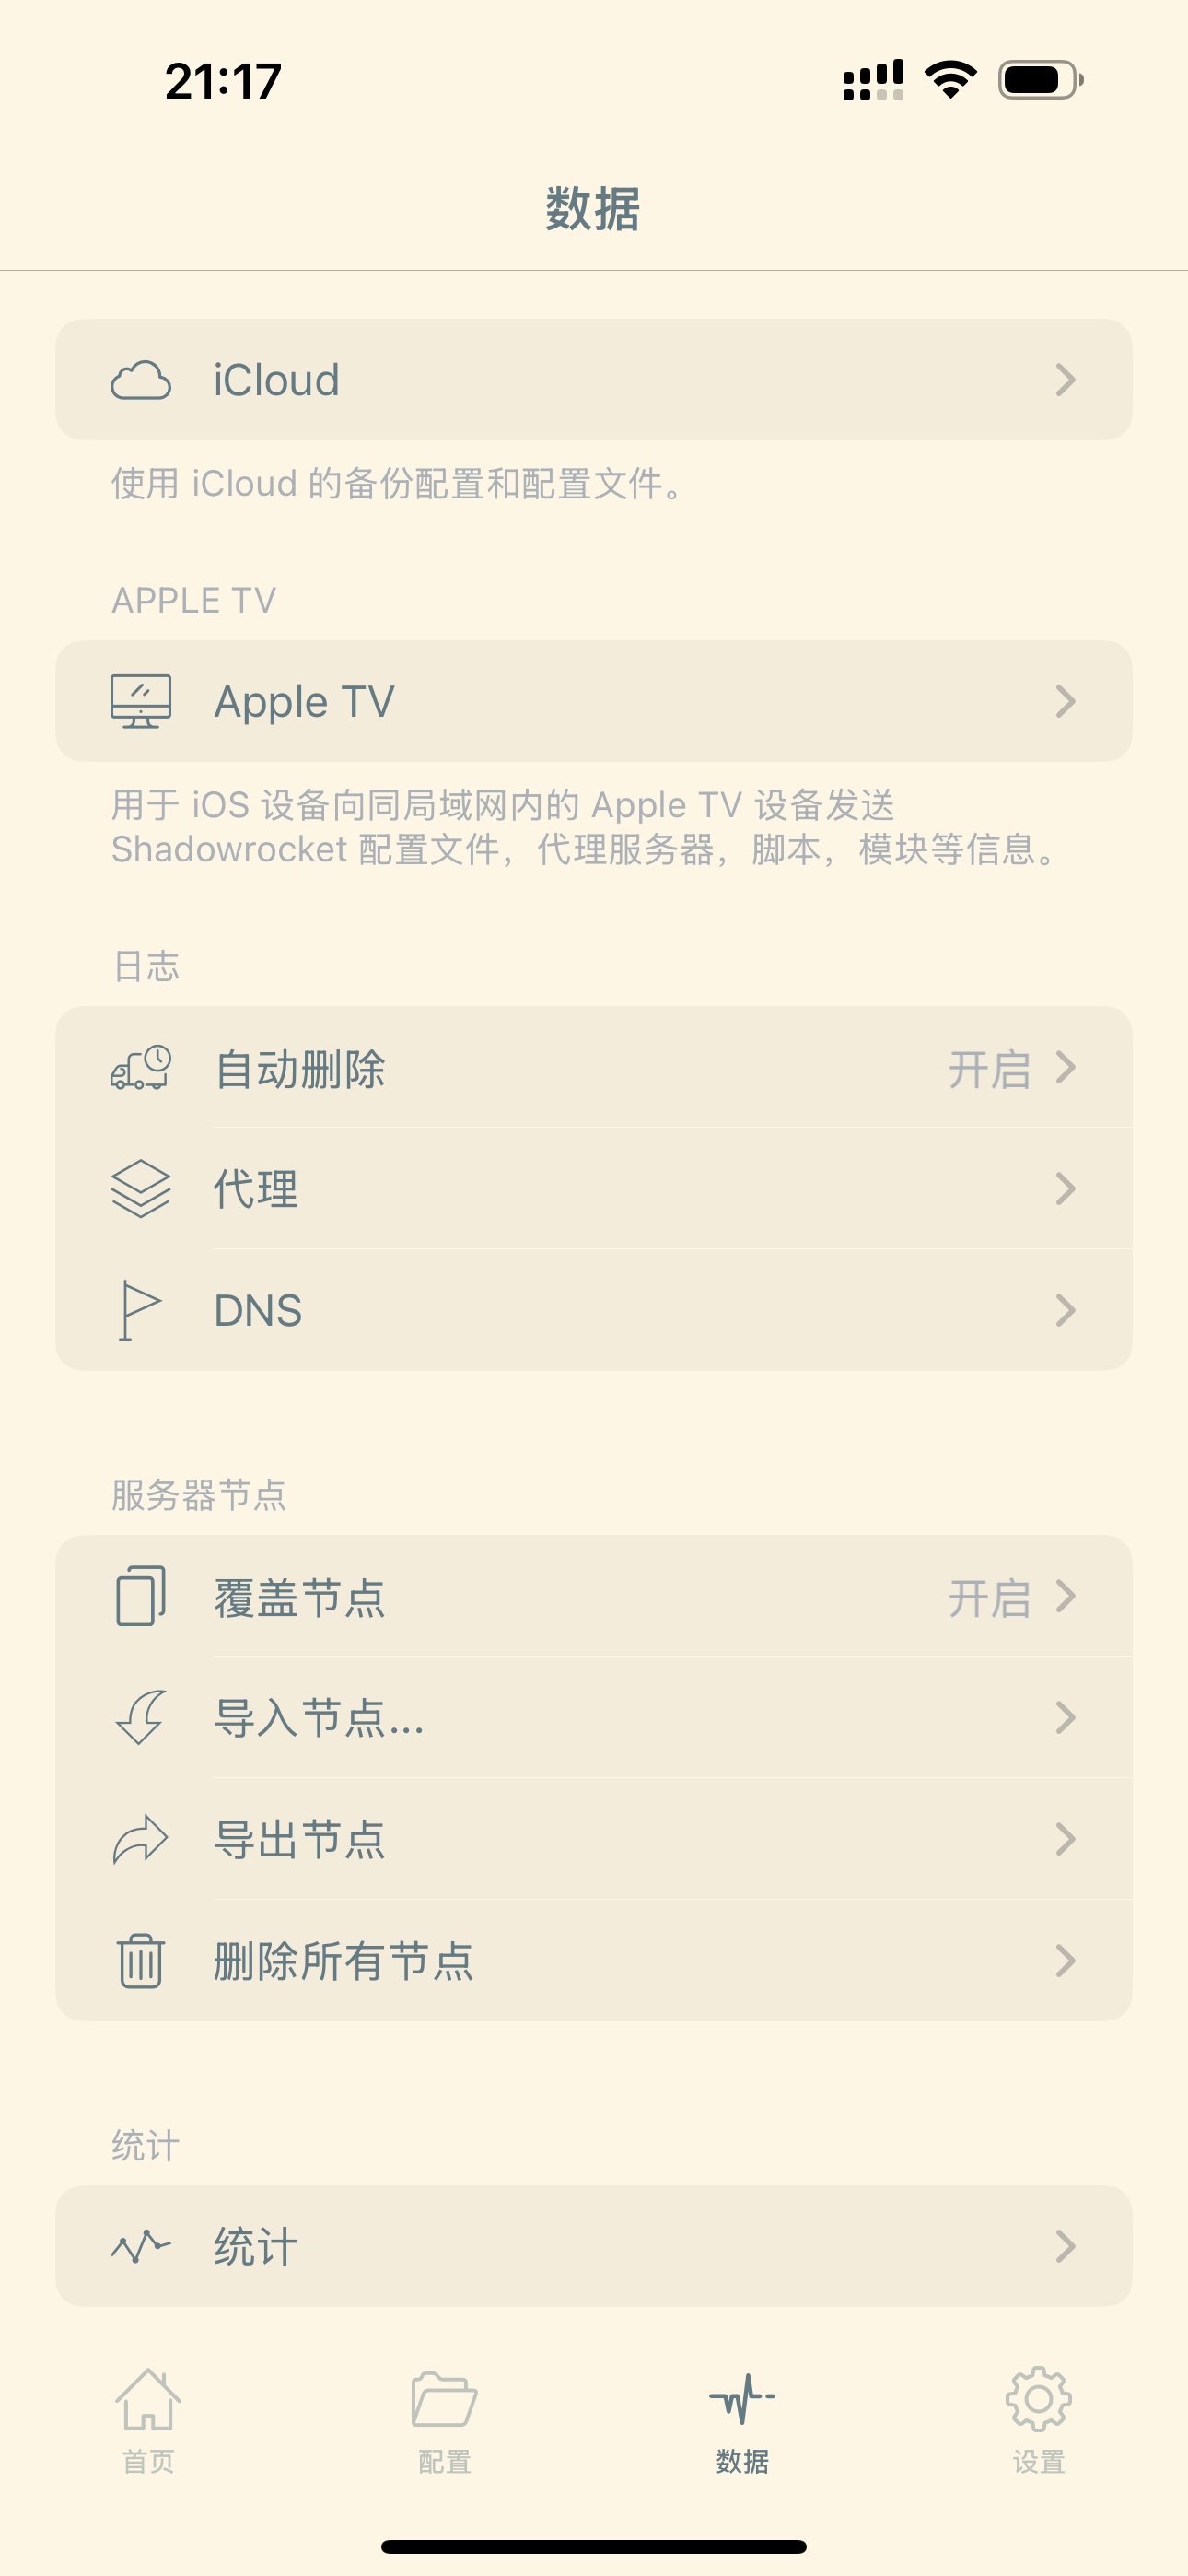 21:17
数据
iCloud
使用 iCloud 的备份配置和配置文件。
APPLE TV
Apple TV
用于 iOS 设备向同局域网内的 Apple TV 设备发送
Shadowrocket 配置文件，代理服务器，脚本，模块等信息。
日志
自动删除 开启
代理
DNS
服务器节点
覆盖节点 开启
导入节点...
导出节点
删除所有节点
统计
统计
首页 配置 数据 设置